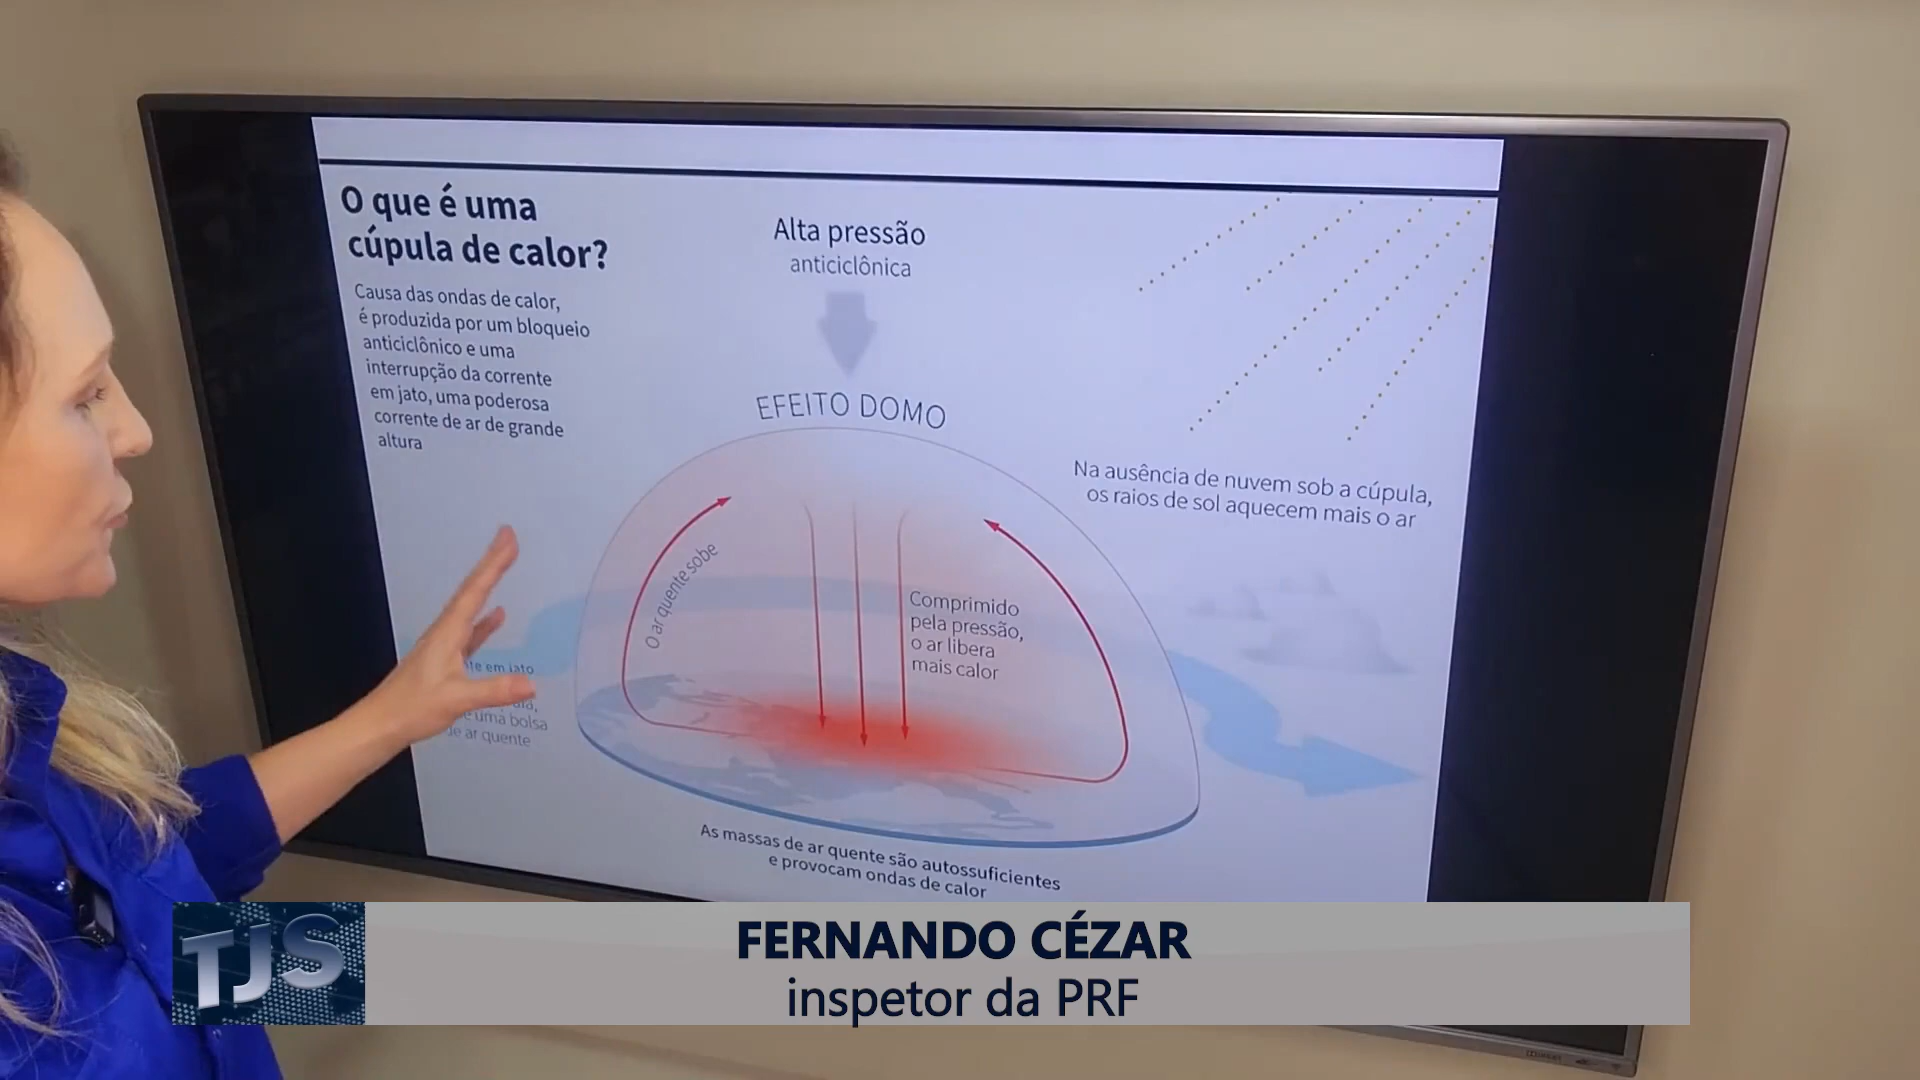 O que é uma
cúpula de calor?
Causa das ondas de calor,
é produzida por um bloqueio
anticiclônico e uma
interrupção da corrente
em jato, uma poderosa
corrente de ar de grande
altura
Alta pressão
anticiclônica
EFEITO DOMO
Na ausência de nuvem sob a cúpula,
os raios de sol aquecem mais o ar
O ar quente sobe
Comprimido
pela pressão,
o ar libera
mais calor
em jato
uma bolsa
de ar quente
As massas de ar quente são autossuficientes
e provocam ondas de calor
TJS
FERNANDO CÉZAR
inspetor da PRF